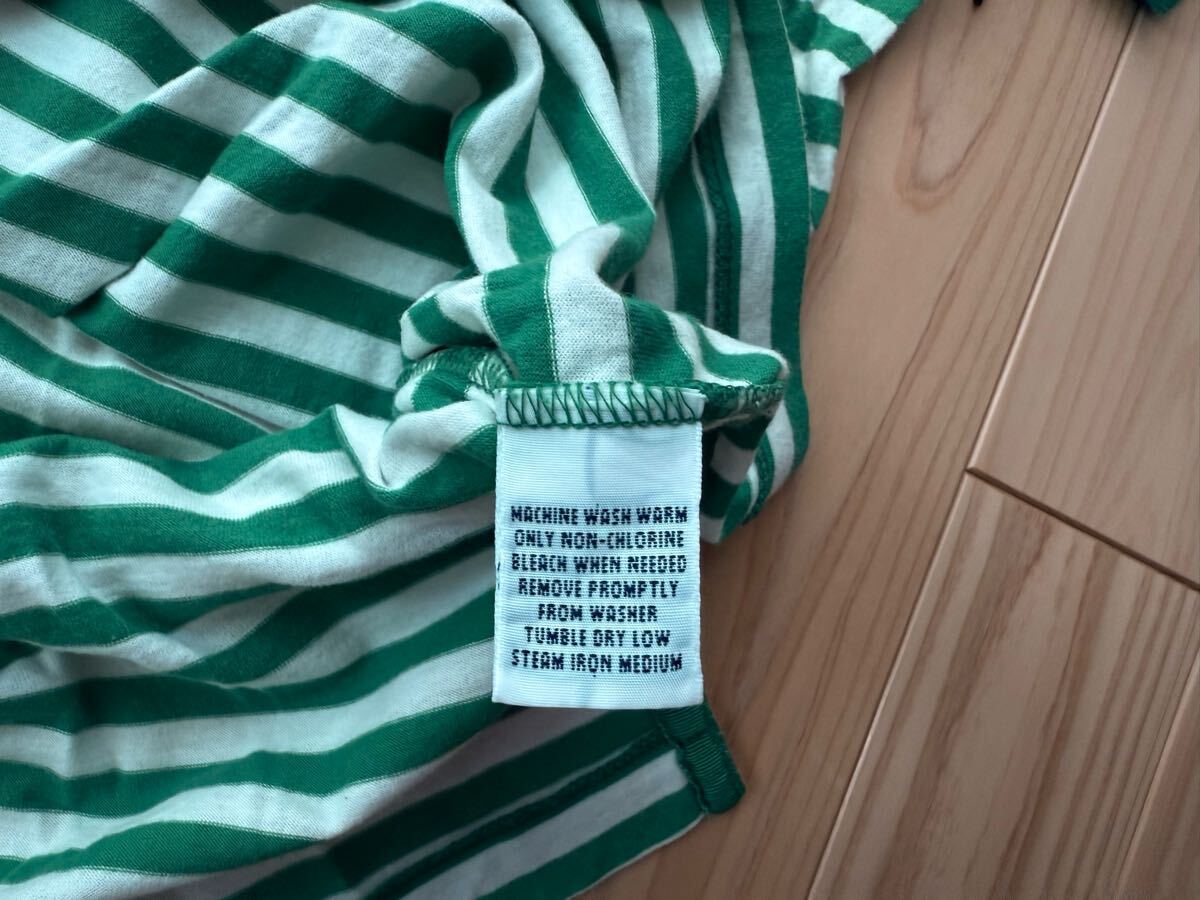 MACHINE WASH WARM
ONLY NON-CHLORINE
BLEACH WHEN NEEDED
REMOVE PROMPTLY
FROM WASHER
TUMBLE DRY LOW
STEAM IRON MEDIUM